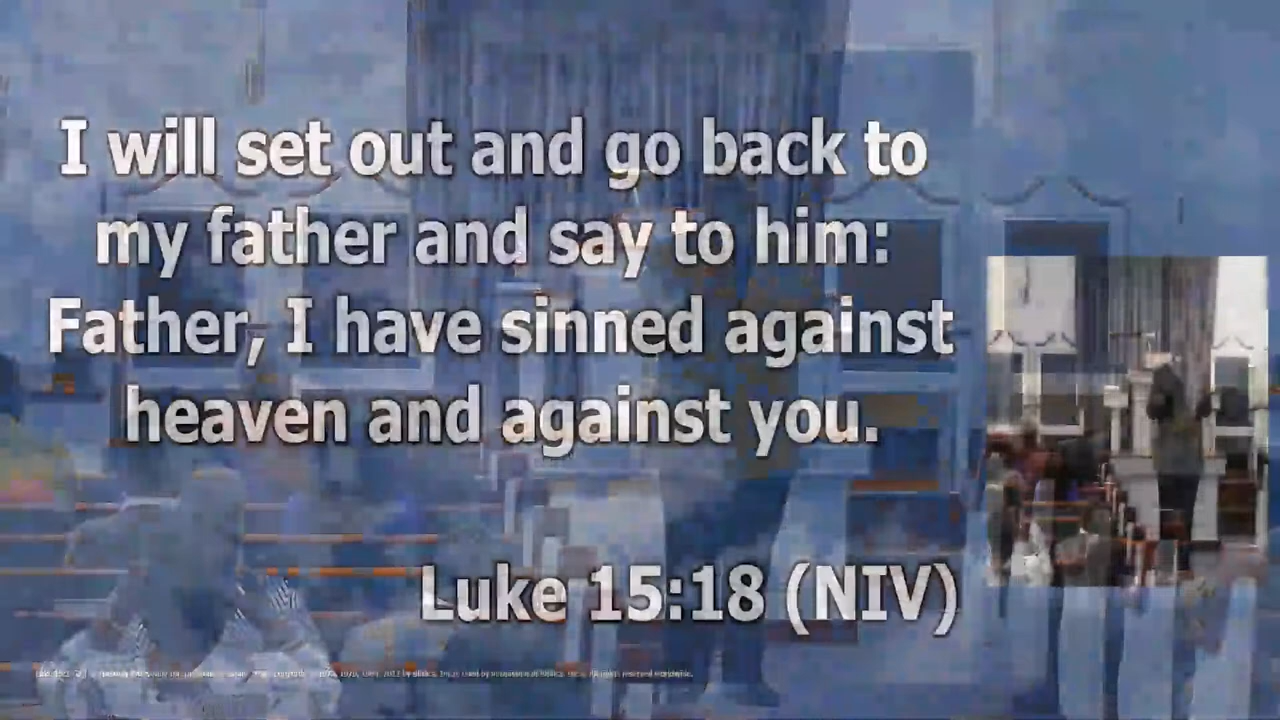 I will set out and go back to
my father and say to him:
Father, I have sinned against
heaven and against you.
Luke 15:18 (NIV)